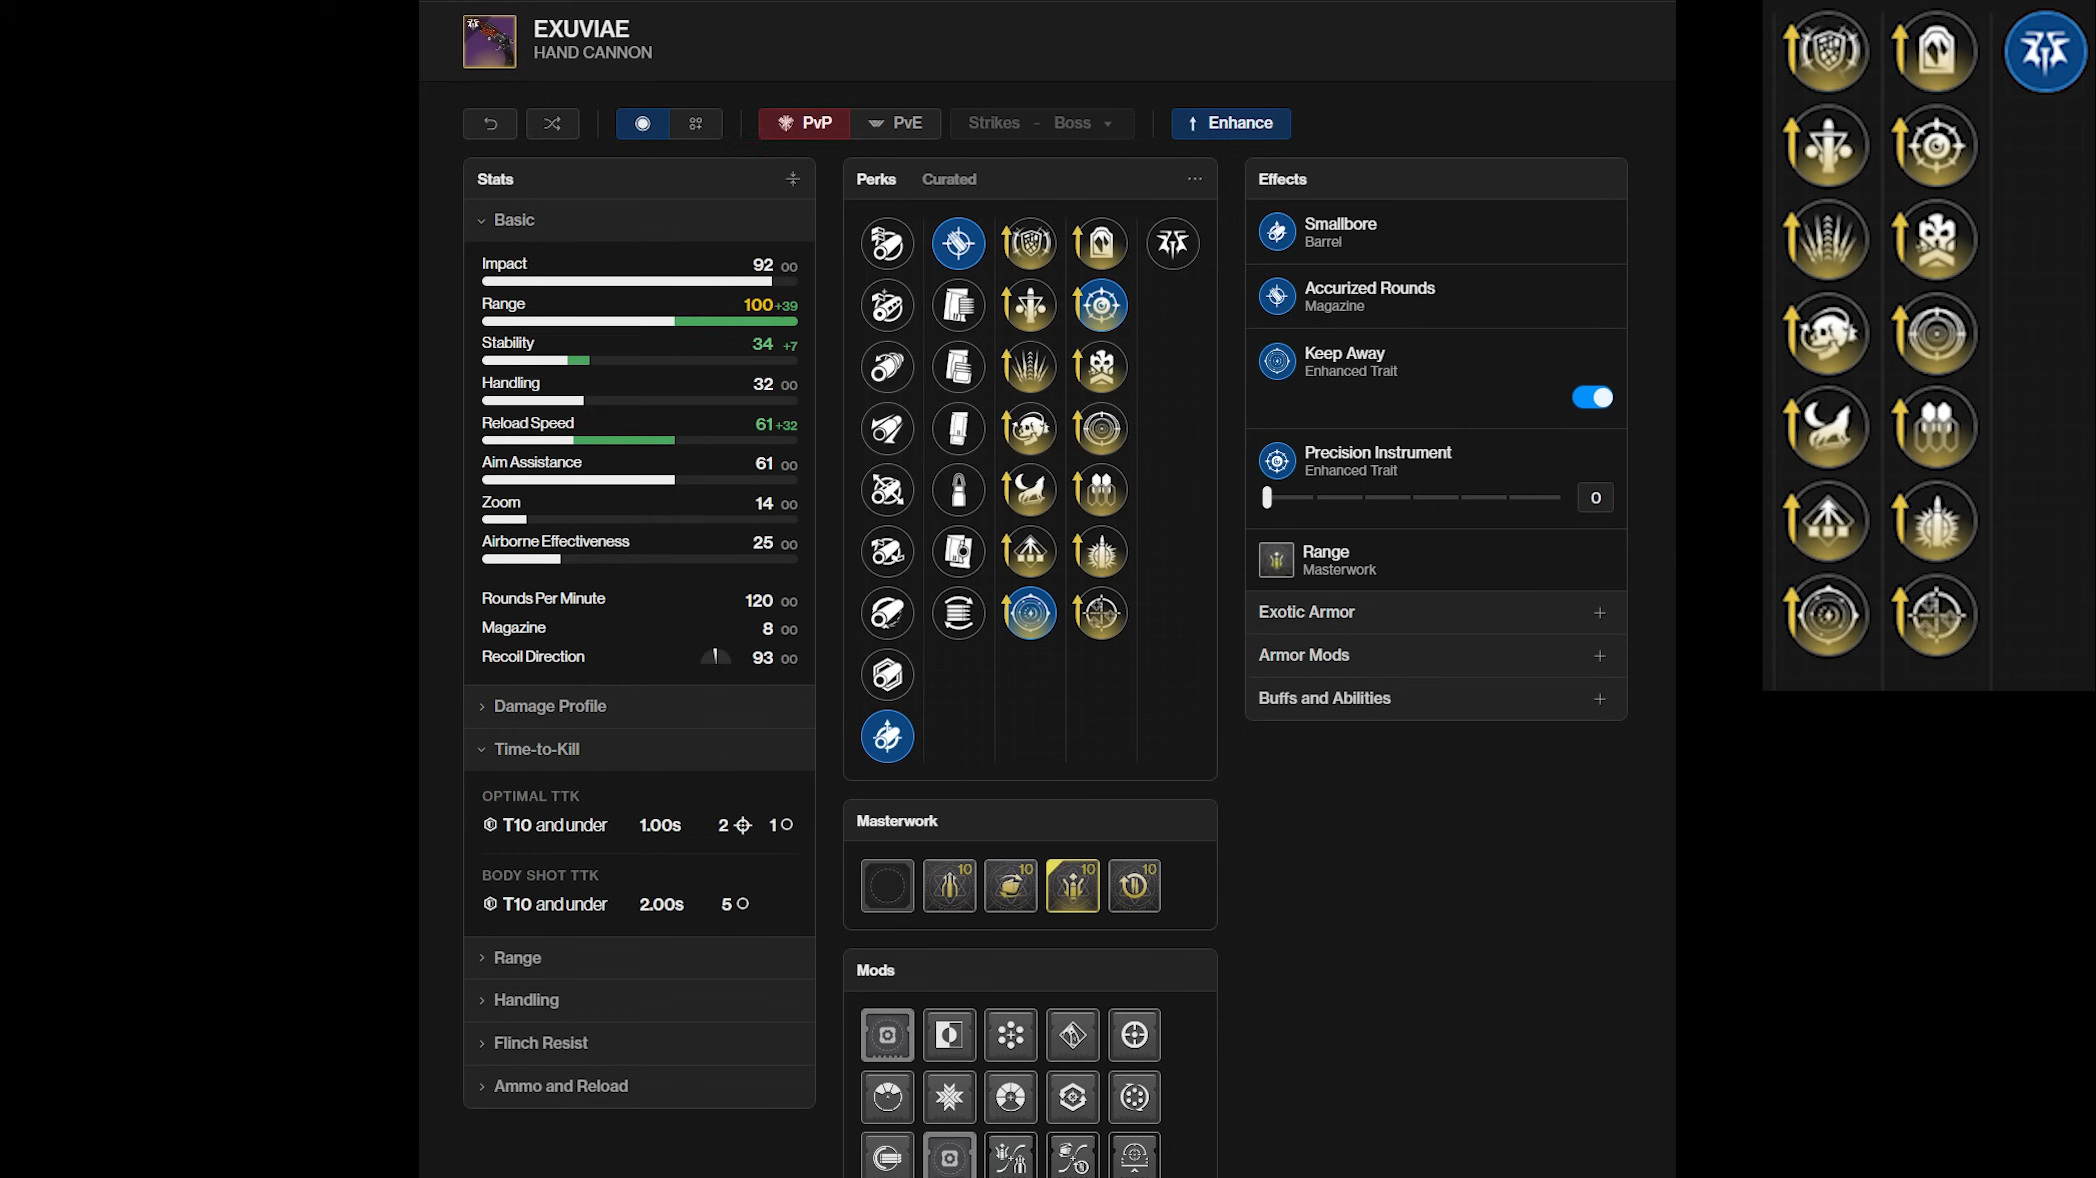 EXUVIAE
HAND CANNON
PvP
PvE
Strikes - Boss
Enhance
Stats
Basic
Impact 92 00
Range 100 +39
Stability 34 +7
Handling 32 00
Reload Speed 61 +32
Aim Assistance 61 00
Zoom 14 00
Airborne Effectiveness 25 00
Rounds Per Minute 120 00
Magazine 8 00
Recoil Direction 93 00
Damage Profile
Time-to-Kill
OPTIMAL TTK
T10 and under 1.00s 2 1
BODY SHOT TTK
T10 and under 2.00s 5
Range
Handling
Flinch Resist
Ammo and Reload
Perks Curated
Masterwork
10 10 10 10
Mods
Effects
Smallbore
Barrel
Accurized Rounds
Magazine
Keep Away
Enhanced Trait
Precision Instrument
Enhanced Trait
0
Range
Masterwork
Exotic Armor
Armor Mods
Buffs and Abilities